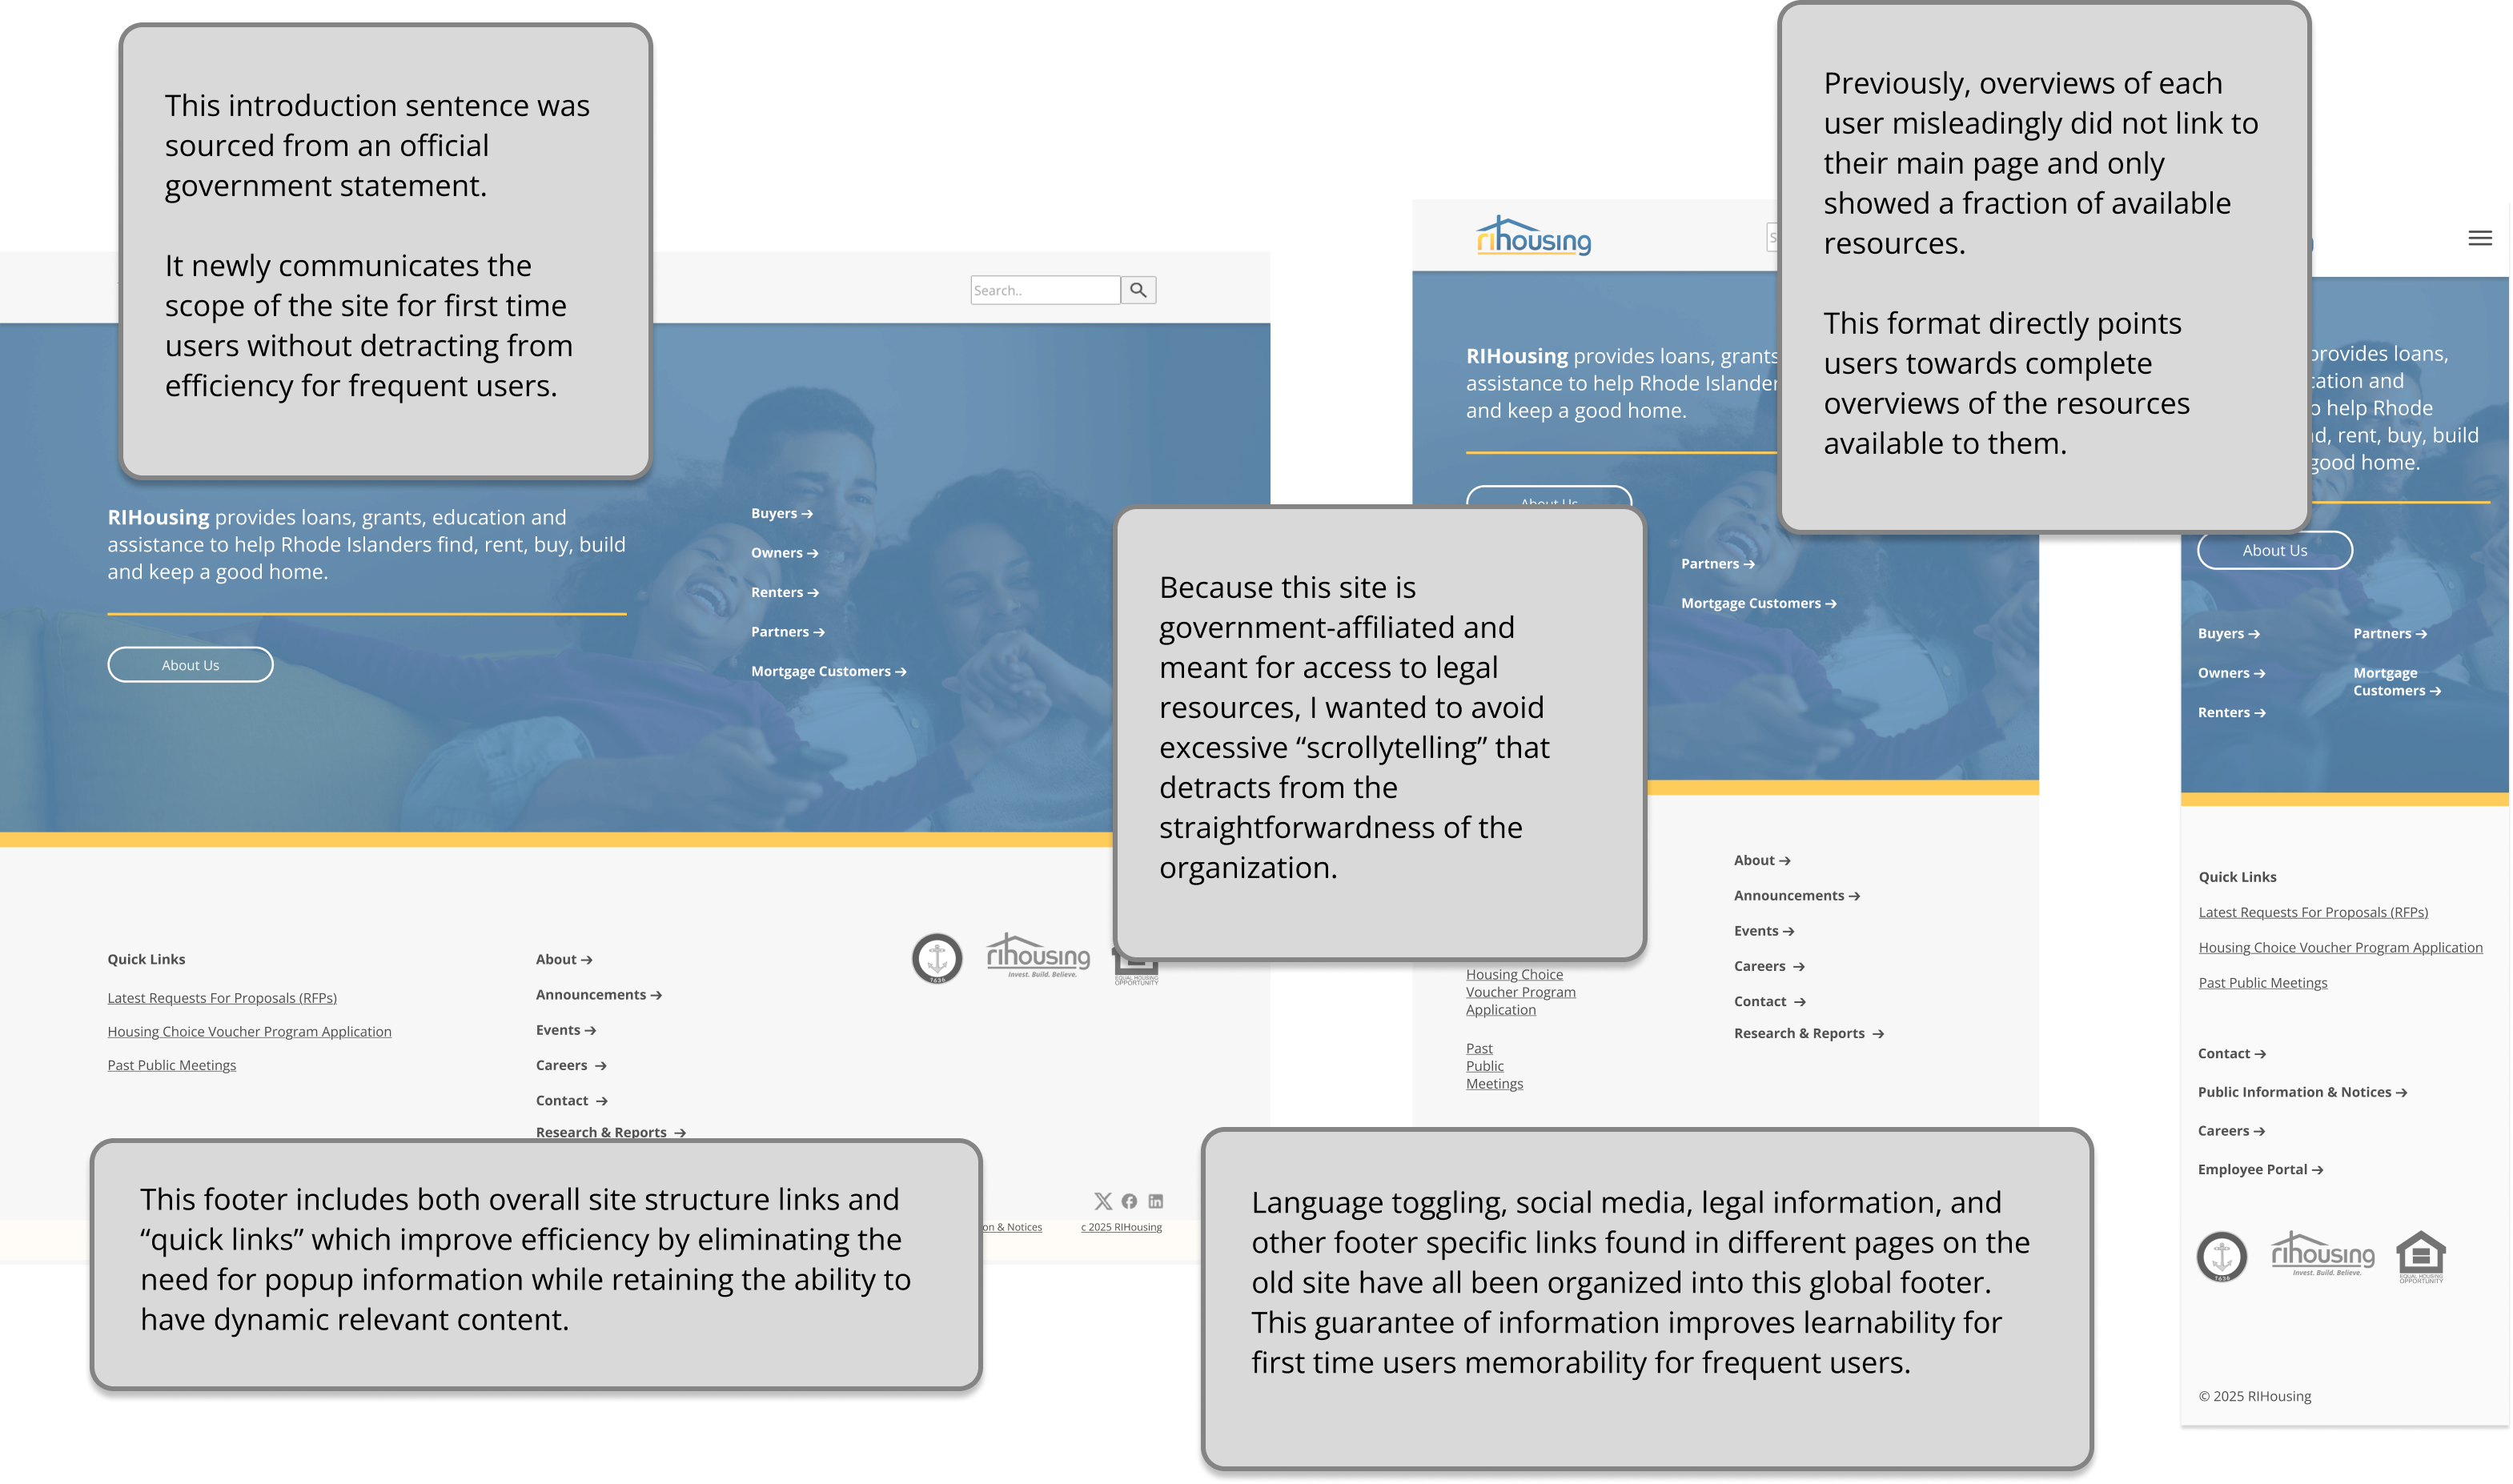 This introduction sentence was
sourced from an official
government statement.
It newly communicates the
scope of the site for first time
users without detracting from
efficiency for frequent users.
Search..
RIHousing provides loans, grants, education and
assistance to help Rhode Islanders find, rent, buy, build
and keep a good home.
About Us
Buyers →
Owners →
Renters →
Partners →
Mortgage Customers →
Quick Links
Latest Requests For Proposals (RFPs)
Housing Choice Voucher Program Application
Past Public Meetings
About →
Announcements →
Events →
Careers →
Contact →
Research & Reports →
1636
rihousing
Invest. Build. Believe.
EQUAL HOUSING
OPPORTUNITY
on & Notices
c 2025 RIHousing
This footer includes both overall site structure links and
“quick links” which improve efficiency by eliminating the
need for popup information while retaining the ability to
have dynamic relevant content.
Because this site is
government-affiliated and
meant for access to legal
resources, I wanted to avoid
excessive “scrollytelling” that
detracts from the
straightforwardness of the
organization.
rihousing
S
RIHousing provides loans, grants
assistance to help Rhode Islander
and keep a good home.
About Us
Partners →
Mortgage Customers →
Housing Choice
Voucher Program
Application
Past
Public
Meetings
About →
Announcements →
Events →
Careers →
Contact →
Research & Reports →
Previously, overviews of each
user misleadingly did not link to
their main page and only
showed a fraction of available
resources.
This format directly points
users towards complete
overviews of the resources
available to them.
provides loans,
cation and
help Rhode
d, rent, buy, build
good home.
About Us
Buyers →
Owners →
Renters →
Partners →
Mortgage
Customers →
Quick Links
Latest Requests For Proposals (RFPs)
Housing Choice Voucher Program Application
Past Public Meetings
Contact →
Public Information & Notices →
Careers →
Employee Portal →
1636
rihousing
Invest. Build. Believe.
EQUAL HOUSING
OPPORTUNITY
© 2025 RIHousing
Language toggling, social media, legal information, and
other footer specific links found in different pages on the
old site have all been organized into this global footer.
This guarantee of information improves learnability for
first time users memorability for frequent users.